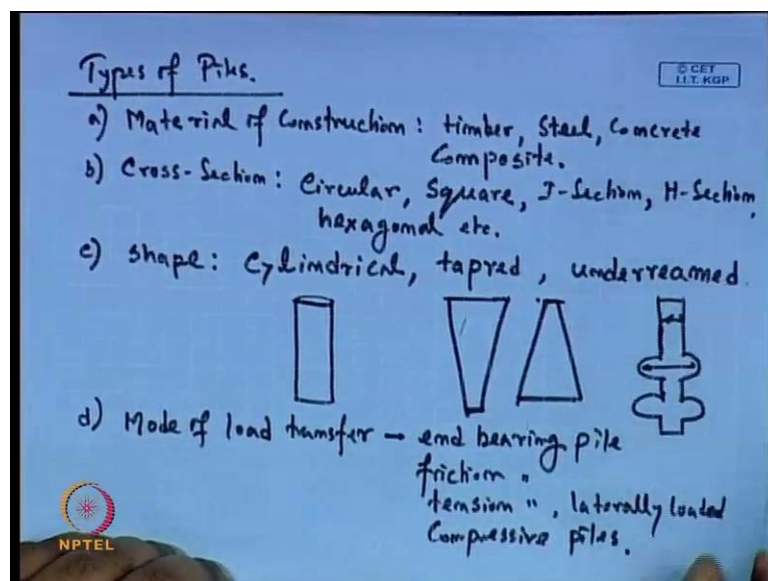 Types of Piles.
© CET
I.I.T. KGP
a) Material of Construction : timber, Steel, Concrete
Composite.
b) Cross-Section : Circular, Square, I-Section, H-Section,
hexagonal etc.
c) Shape : Cylindrical, tapred, underreamed.
d) Mode of load transfer → end bearing pile
friction "
tension ", laterally loaded
Compressive piles.
NPTEL